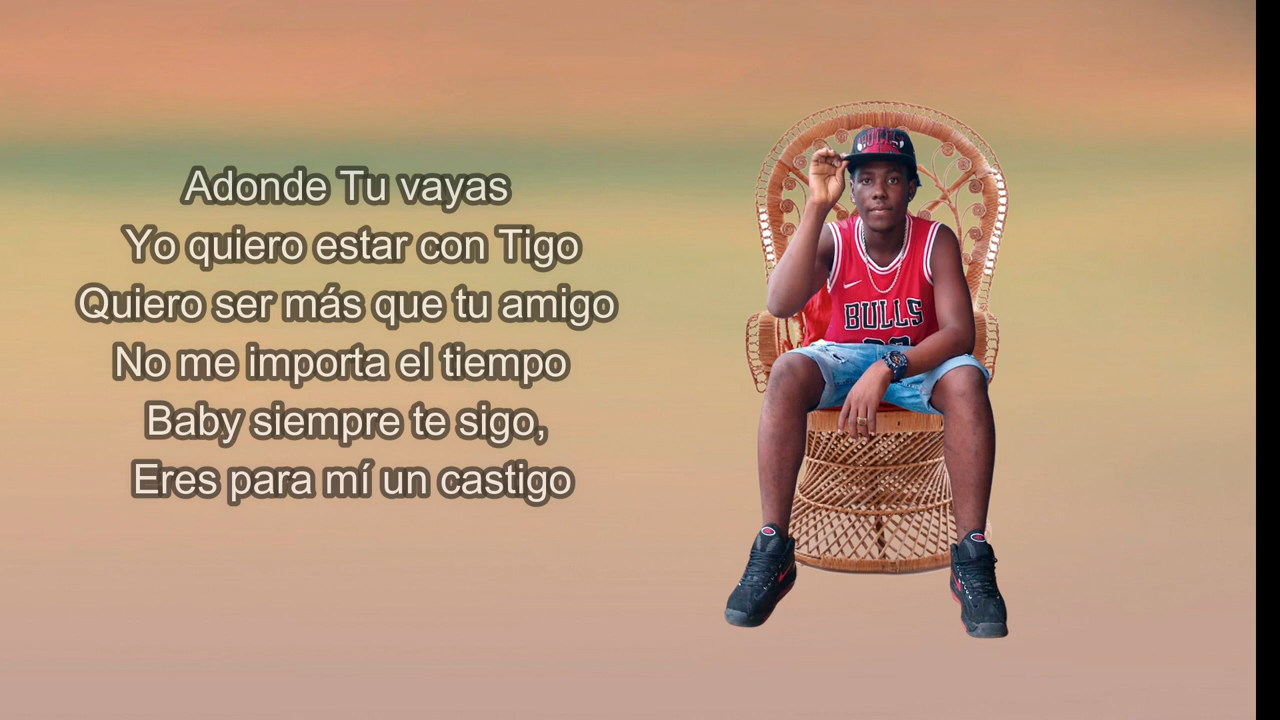 Adonde Tu vayas
Yo quiero estar con Tigo
Quiero ser más que tu amigo
No me importa el tiempo
Baby siempre te sigo,
Eres para mí un castigo
BULLS
BULLS